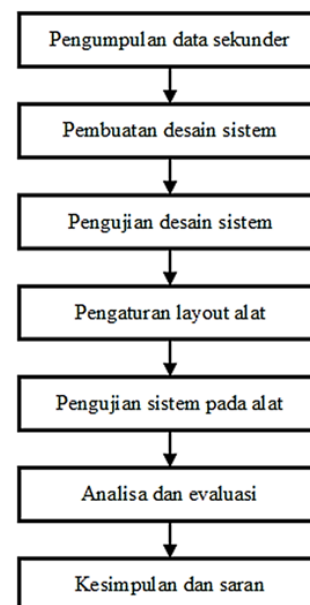 Pengumpulan data sekunder
Pembuatan desain sistem
Pengujian desain sistem
Pengaturan layout alat
Pengujian sistem pada alat
Analisa dan evaluasi
Kesimpulan dan saran